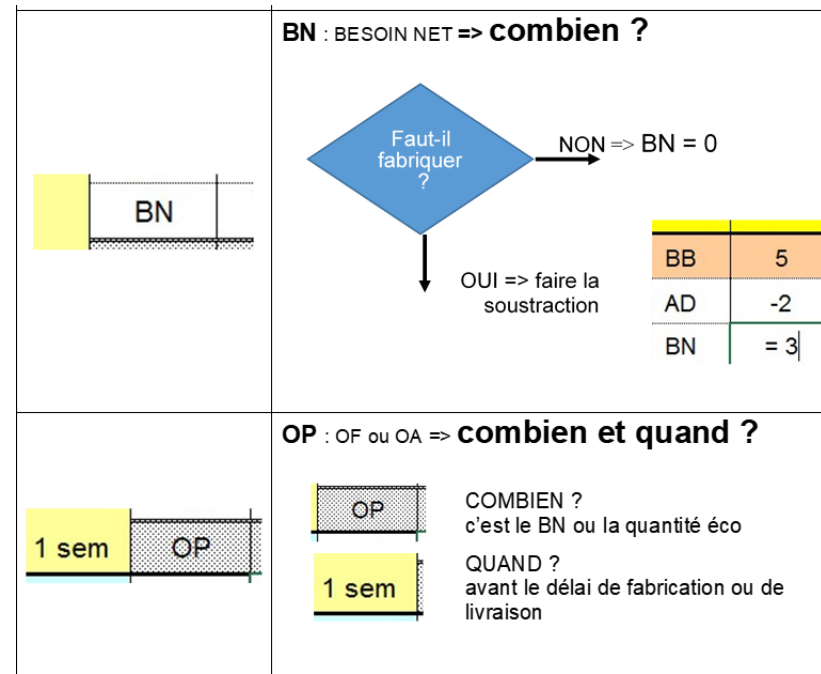 BN : BESOIN NET => combien ?
BN
Faut-il
fabriquer
?
NON => BN = 0
OUI => faire la
soustraction
BB 5
AD -2
BN = 3
OP : OF ou OA => combien et quand ?
1 sem OP
OP
COMBIEN ?
c'est le BN ou la quantité éco
1 sem
QUAND ?
avant le délai de fabrication ou de
livraison